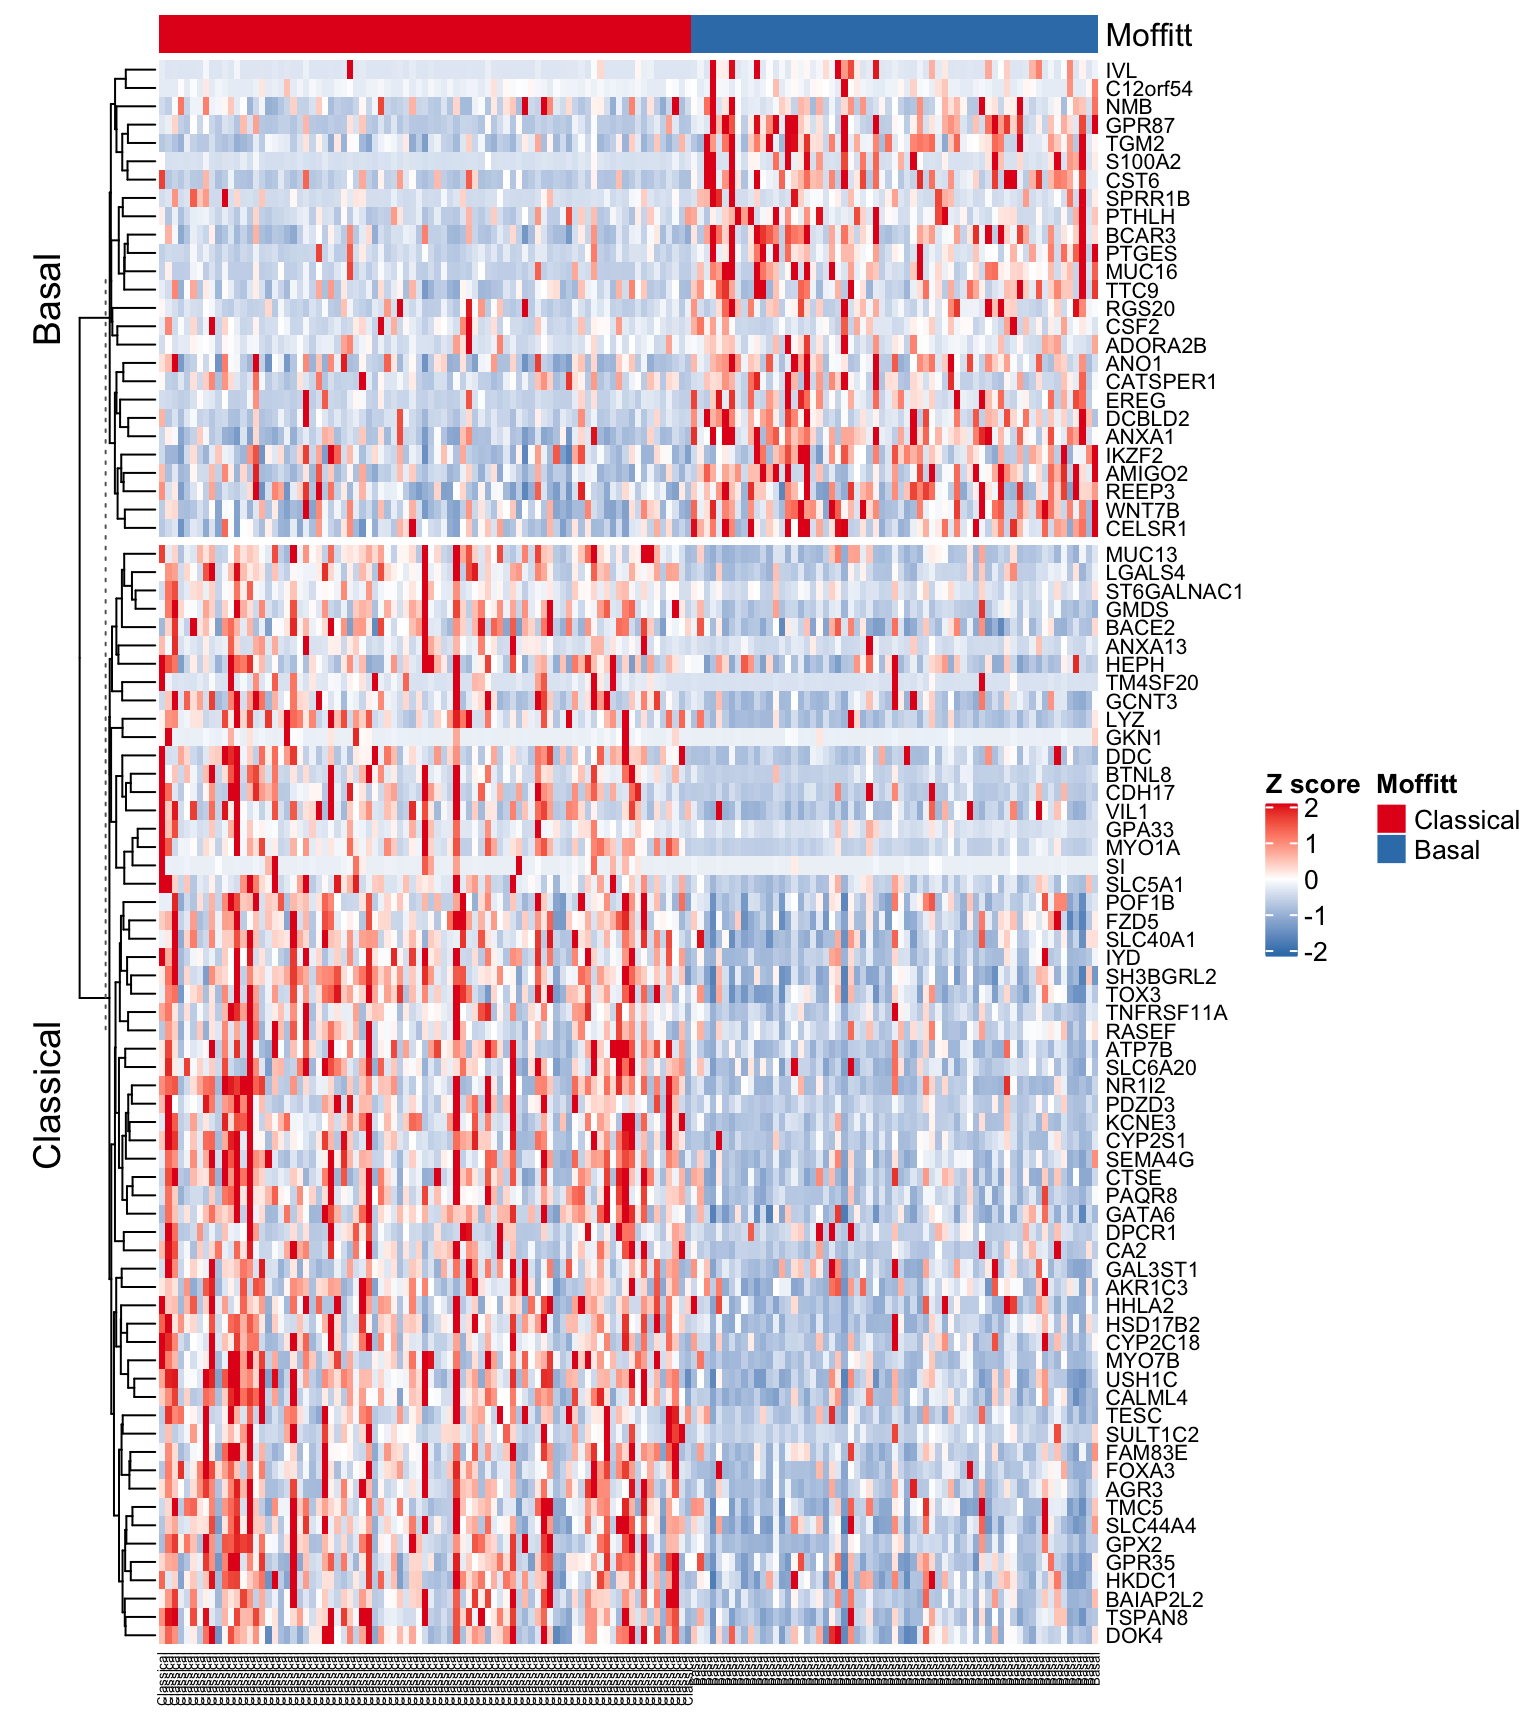 Moffitt
Basal
IVL
C12orf54
NMB
GPR87
TGM2
S100A2
CST6
SPRR1B
PTHLH
BCAR3
PTGES
MUC16
TTC9
RGS20
CSF2
ADORA2B
ANO1
CATSPER1
EREG
DCBLD2
ANXA1
IKZF2
AMIGO2
REEP3
WNT7B
CELSR1
Classical
MUC13
LGALS4
ST6GALNAC1
GMDS
BACE2
ANXA13
HEPH
TM4SF20
GCNT3
LYZ
GKN1
DDC
BTNL8
CDH17
VIL1
GPA33
MYO1A
SI
SLC5A1
POF1B
FZD5
SLC40A1
IYD
SH3BGRL2
TOX3
TNFRSF11A
RASEF
ATP7B
SLC6A20
NR1I2
PDZD3
KCNE3
CYP2S1
SEMA4G
CTSE
PAQR8
GATA6
DPCR1
CA2
GAL3ST1
AKR1C3
HHLA2
HSD17B2
CYP2C18
MYO7B
USH1C
CALML4
TESC
SULT1C2
FAM83E
FOXA3
AGR3
TMC5
SLC44A4
GPX2
GPR35
HKDC1
BAIAP2L2
TSPAN8
DOK4
Z score
2
1
0
-1
-2
Moffitt
Classical
Basal